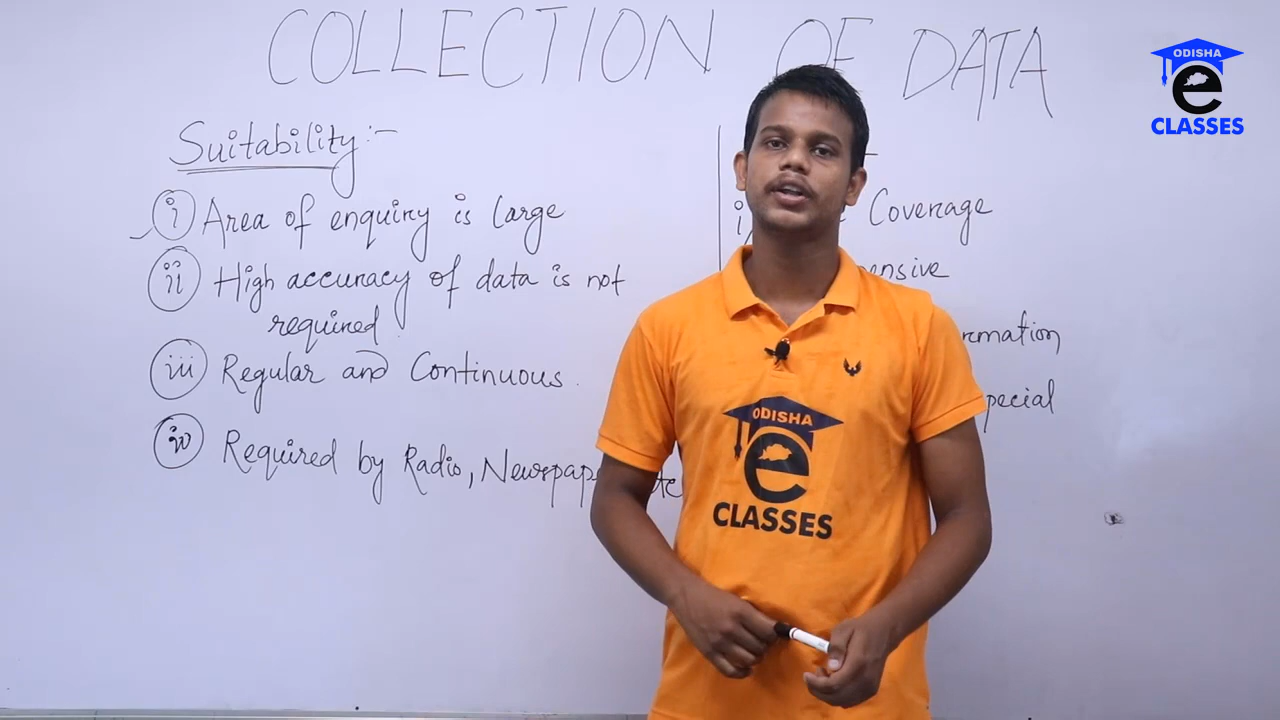 COLLECTION OF DATA
Suitability:-
i Area of enquiry is large
ii High accuracy of data is not
required
iii Regular and Continuous.
iv Required by Radio, Newspape
Coverage
ensive
rmation
pecial
ODISHA
e
CLASSES
ODISHA
e
CLASSES